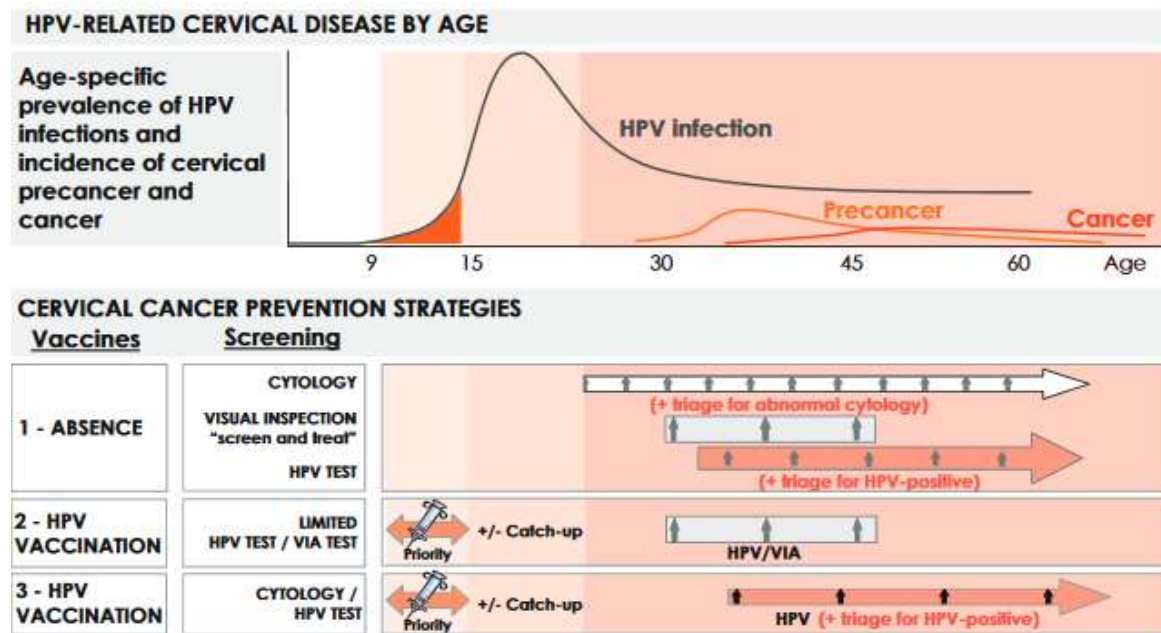 HPV-RELATED CERVICAL DISEASE BY AGE
Age-specific
prevalence of HPV
infections and
incidence of cervical
precancer and
cancer
HPV infection
Precancer
Cancer
9 15 30 45 60 Age
CERVICAL CANCER PREVENTION STRATEGIES
Vaccines Screening
1 - ABSENCE
CYTOLOGY
(+ triage for abnormal cytology)
VISUAL INSPECTION
"screen and treat"
HPV TEST
(+ triage for HPV-positive)
2 - HPV
VACCINATION
LIMITED
HPV TEST / VIA TEST
Priority
+/- Catch-up
HPV/VIA
3 - HPV
VACCINATION
CYTOLOGY /
HPV TEST
Priority
+/- Catch-up
HPV (+ triage for HPV-positive)